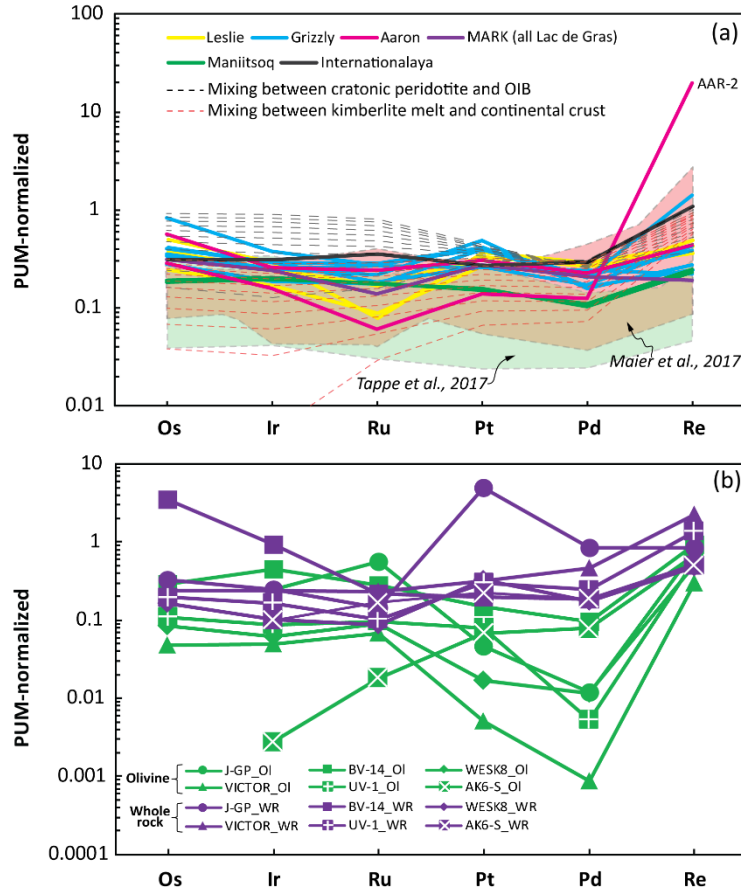 100
(a)
Leslie Grizzly Aaron MARK (all Lac de Gras)
Maniitsoq Internationalaya
Mixing between cratonic peridotite and OIB
Mixing between kimberlite melt and continental crust
AAR-2
10
1
0.1
0.01
PUM-normalized
Tappe et al., 2017
Maier et al., 2017
Os Ir Ru Pt Pd Re
10
(b)
1
0.1
0.01
0.001
0.0001
PUM-normalized
Olivine
J-GP_Ol BV-14_Ol WESK8_Ol
VICTOR_Ol UV-1_Ol AK6-S_Ol
Whole rock
J-GP_WR BV-14_WR WESK8_WR
VICTOR_WR UV-1_WR AK6-S_WR
Os Ir Ru Pt Pd Re